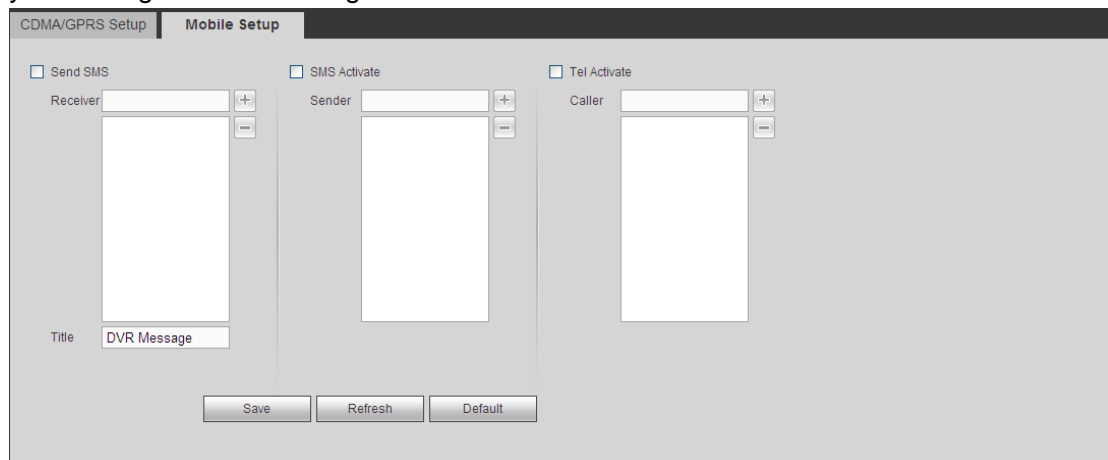 CDMA/GPRS Setup Mobile Setup
Send SMS SMS Activate Tel Activate
Receiver Sender Caller
Title DVR Message
Save Refresh Default